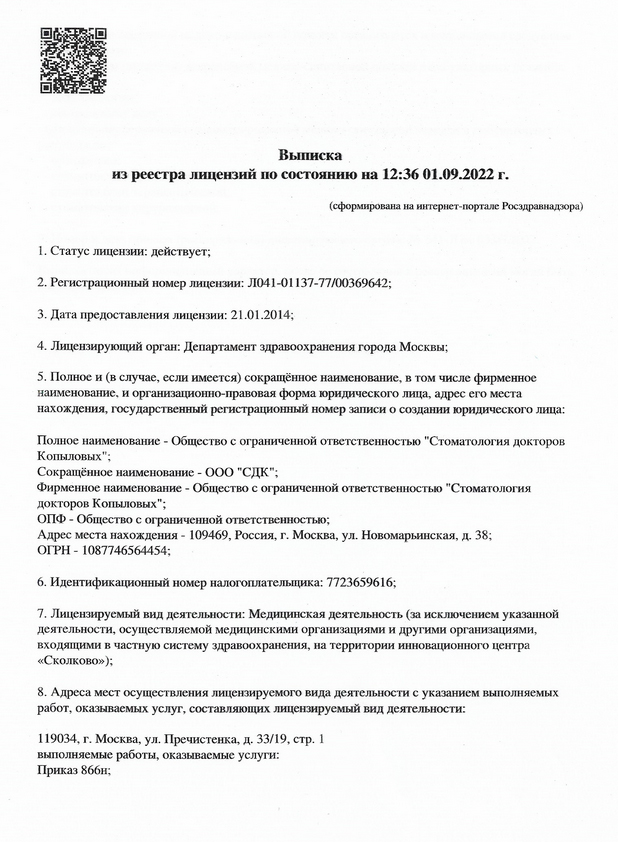 Выписка
из реестра лицензий по состоянию на 12:36 01.09.2022 г.
(сформирована на интернет-портале Росздравнадзора)
1. Статус лицензии: действует;
2. Регистрационный номер лицензии: Л041-01137-77/00369642;
3. Дата предоставления лицензии: 21.01.2014;
4. Лицензирующий орган: Департамент здравоохранения города Москвы;
5. Полное и (в случае, если имеется) сокращённое наименование, в том числе фирменное
наименование, и организационно-правовая форма юридического лица, адрес его места
нахождения, государственный регистрационный номер записи о создании юридического лица:
Полное наименование - Общество с ограниченной ответственностью "Стоматология докторов
Копыловых";
Сокращённое наименование - ООО "СДК";
Фирменное наименование - Общество с ограниченной ответственностью "Стоматология
докторов Копыловых";
ОПФ - Общество с ограниченной ответственностью;
Адрес места нахождения - 109469, Россия, г. Москва, ул. Новомарьинская, д. 38;
ОГРН - 1087746564454;
6. Идентификационный номер налогоплательщика: 7723659616;
7. Лицензируемый вид деятельности: Медицинская деятельность (за исключением указанной
деятельности, осуществляемой медицинскими организациями и другими организациями,
входящими в частную систему здравоохранения, на территории инновационного центра
«Сколково»);
8. Адреса мест осуществления лицензируемого вида деятельности с указанием выполняемых
работ, оказываемых услуг, составляющих лицензируемый вид деятельности:
119034, г. Москва, ул. Пречистенка, д. 33/19, стр. 1
выполняемые работы, оказываемые услуги:
Приказ 866н;